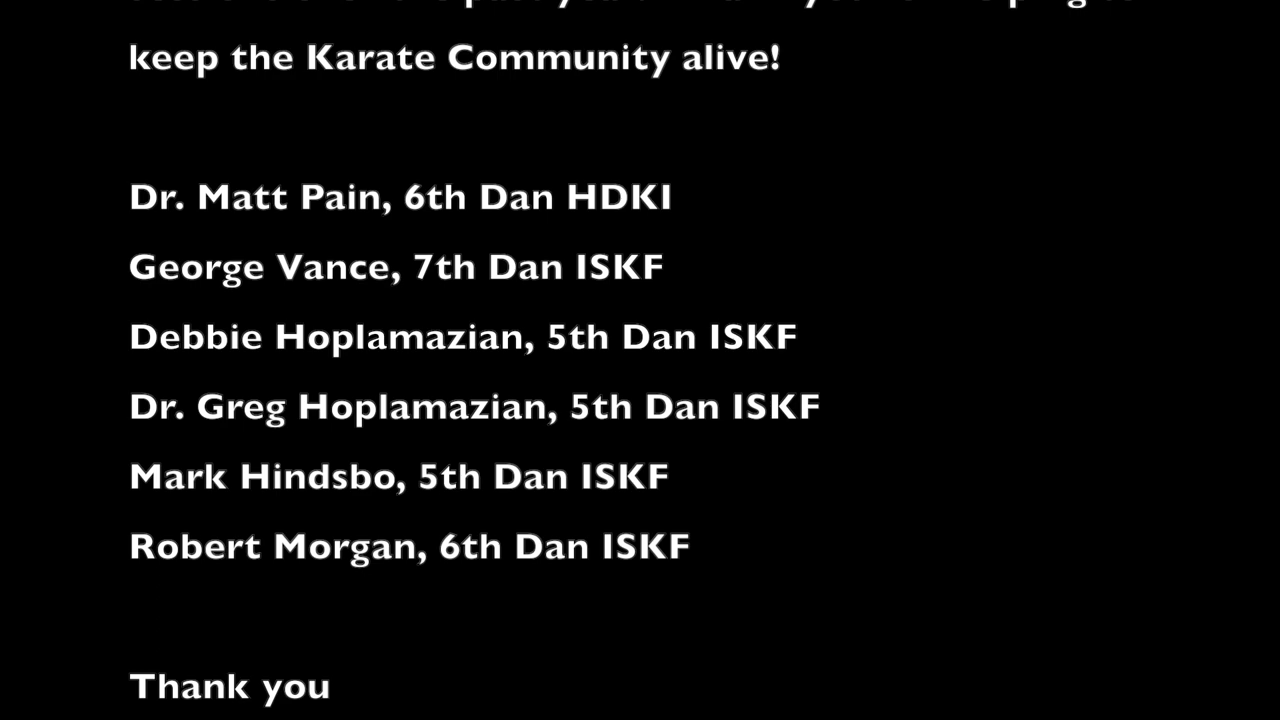 keep the Karate Community alive!
Dr. Matt Pain, 6th Dan HDKI
George Vance, 7th Dan ISKF
Debbie Hoplamazian, 5th Dan ISKF
Dr. Greg Hoplamazian, 5th Dan ISKF
Mark Hindsbo, 5th Dan ISKF
Robert Morgan, 6th Dan ISKF
Thank you